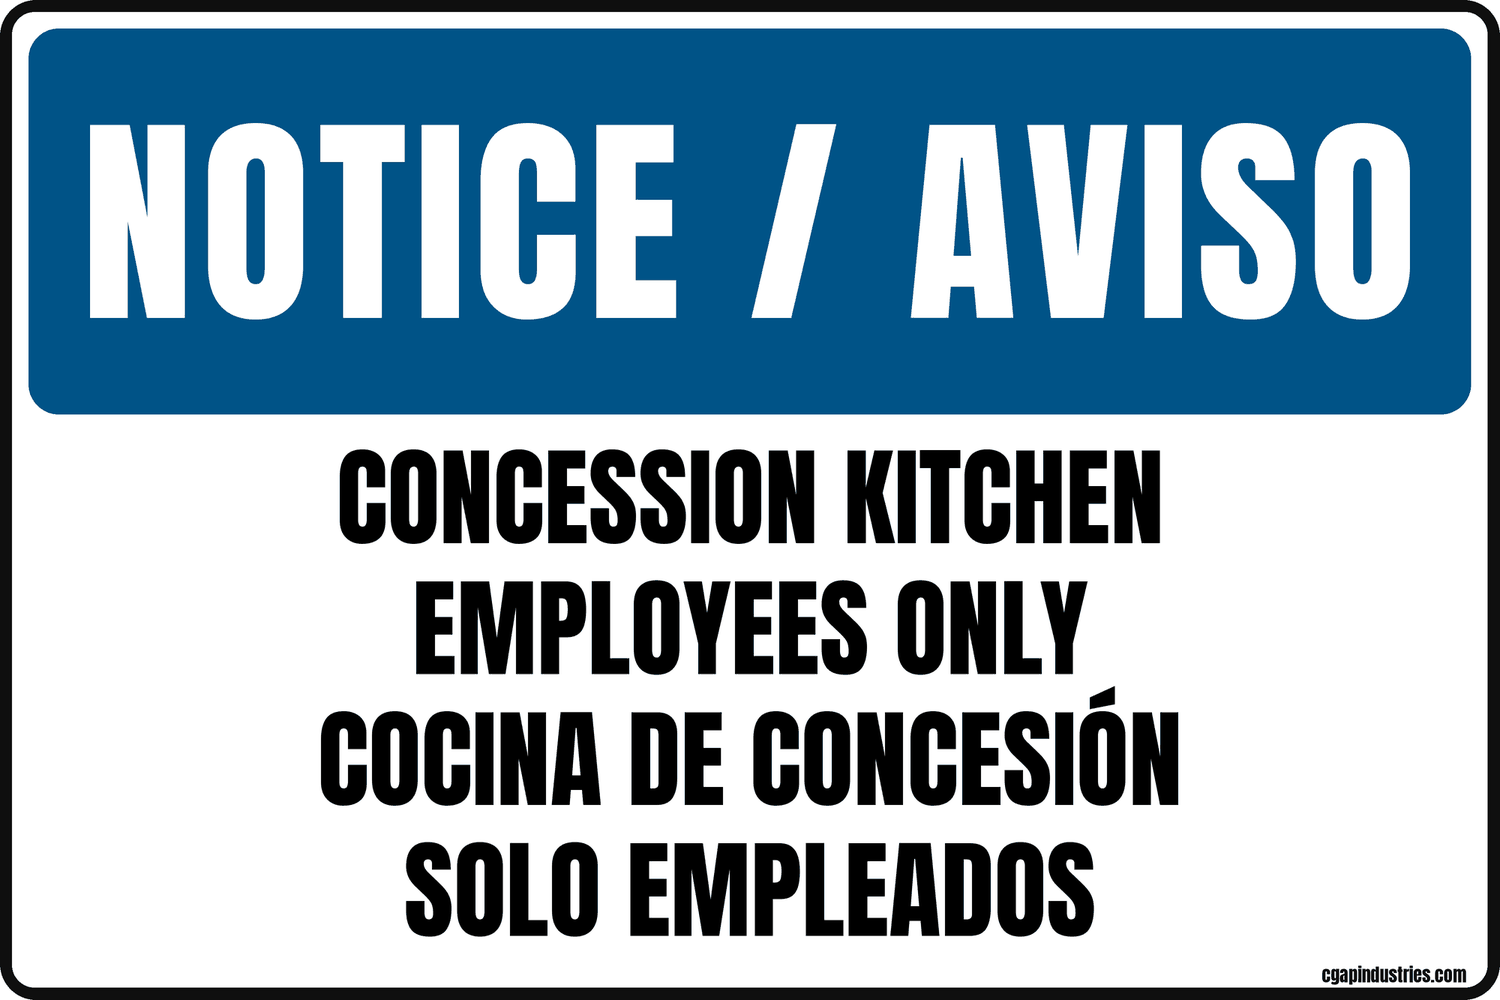 NOTICE / AVISO
CONCESSION KITCHEN
EMPLOYEES ONLY
COCINA DE CONCESIÓN
SOLO EMPLEADOS
cgapindustries.com